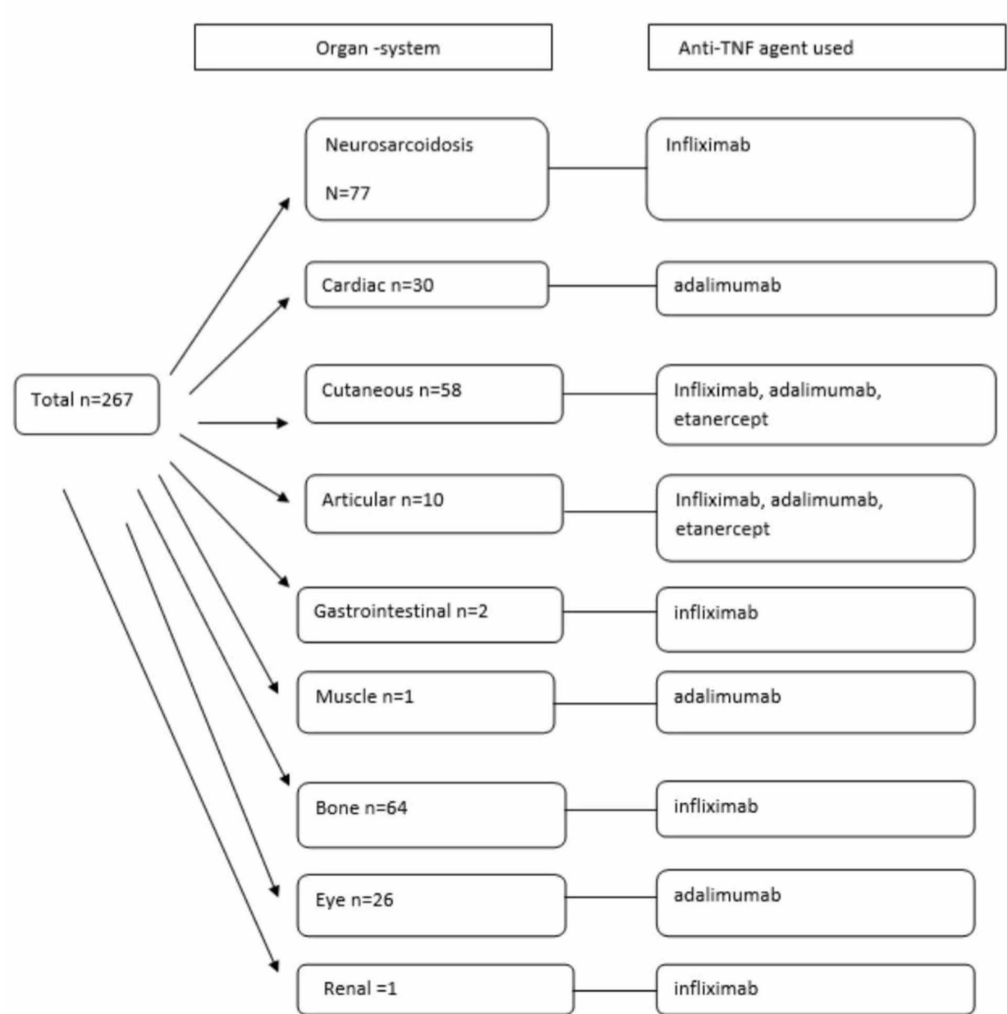 Organ -system
Anti-TNF agent used
Neurosarcoidosis
N=77
Infliximab
Cardiac n=30
adalimumab
Total n=267
Cutaneous n=58
Infliximab, adalimumab,
etanercept
Articular n=10
Infliximab, adalimumab,
etanercept
Gastrointestinal n=2
infliximab
Muscle n=1
adalimumab
Bone n=64
infliximab
Eye n=26
adalimumab
Renal =1
infliximab